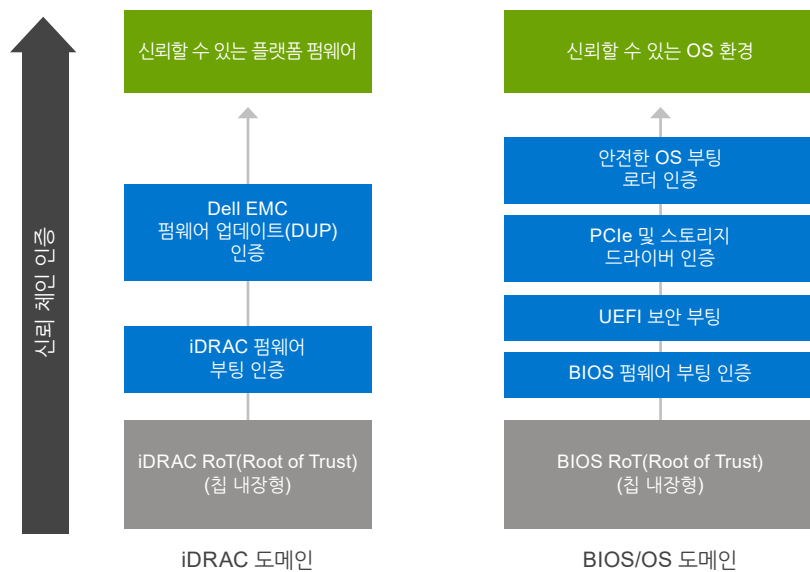 신뢰 체인 인증
신뢰할 수 있는 플랫폼 펌웨어
Dell EMC
펌웨어 업데이트(DUP)
인증
iDRAC 펌웨어
부팅 인증
iDRAC RoT(Root of Trust)
(칩 내장형)
iDRAC 도메인
신뢰할 수 있는 OS 환경
안전한 OS 부팅
로더 인증
PCIe 및 스토리지
드라이버 인증
UEFI 보안 부팅
BIOS 펌웨어 부팅 인증
BIOS RoT(Root of Trust)
(칩 내장형)
BIOS/OS 도메인